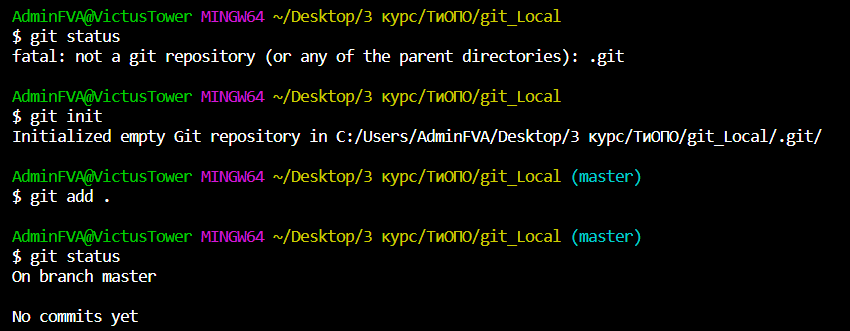 AdminFVA@VictusTower MINGW64 ~/Desktop/3 курс/ТиОПО/git_Local
$ git status
fatal: not a git repository (or any of the parent directories): .git
AdminFVA@VictusTower MINGW64 ~/Desktop/3 курс/ТиОПО/git_Local
$ git init
Initialized empty Git repository in C:/Users/AdminFVA/Desktop/3 курс/ТиОПО/git_Local/.git/
AdminFVA@VictusTower MINGW64 ~/Desktop/3 курс/ТиОПО/git_Local (master)
$ git add .
AdminFVA@VictusTower MINGW64 ~/Desktop/3 курс/ТиОПО/git_Local (master)
$ git status
On branch master
No commits yet